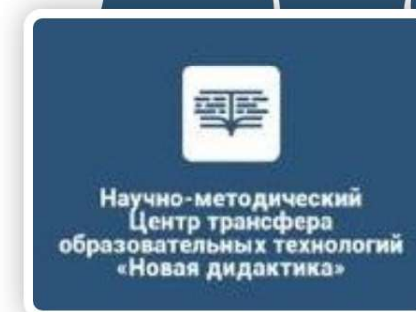 Научно-методический
Центр трансфера
образовательных технологий
«Новая дидактика»